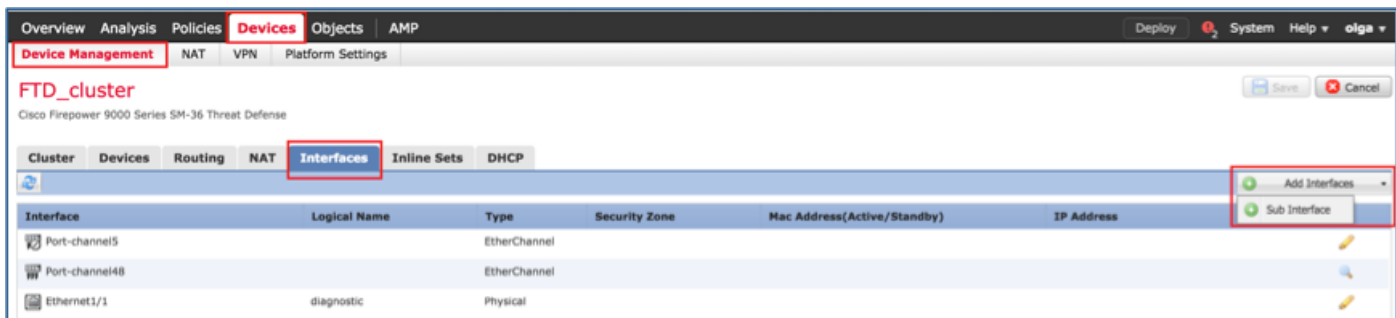 Overview Analysis Policies Devices Objects AMP Deploy 2 System Help olga
Device Management NAT VPN Platform Settings
FTD_cluster Save Cancel
Cisco Firepower 9000 Series SM-36 Threat Defense
Cluster Devices Routing NAT Interfaces Inline Sets DHCP
Add Interfaces
Sub Interface
Interface Logical Name Type Security Zone Mac Address(Active/Standby) IP Address
Port-channel5 EtherChannel
Port-channel48 EtherChannel
Ethernet1/1 diagnostic Physical